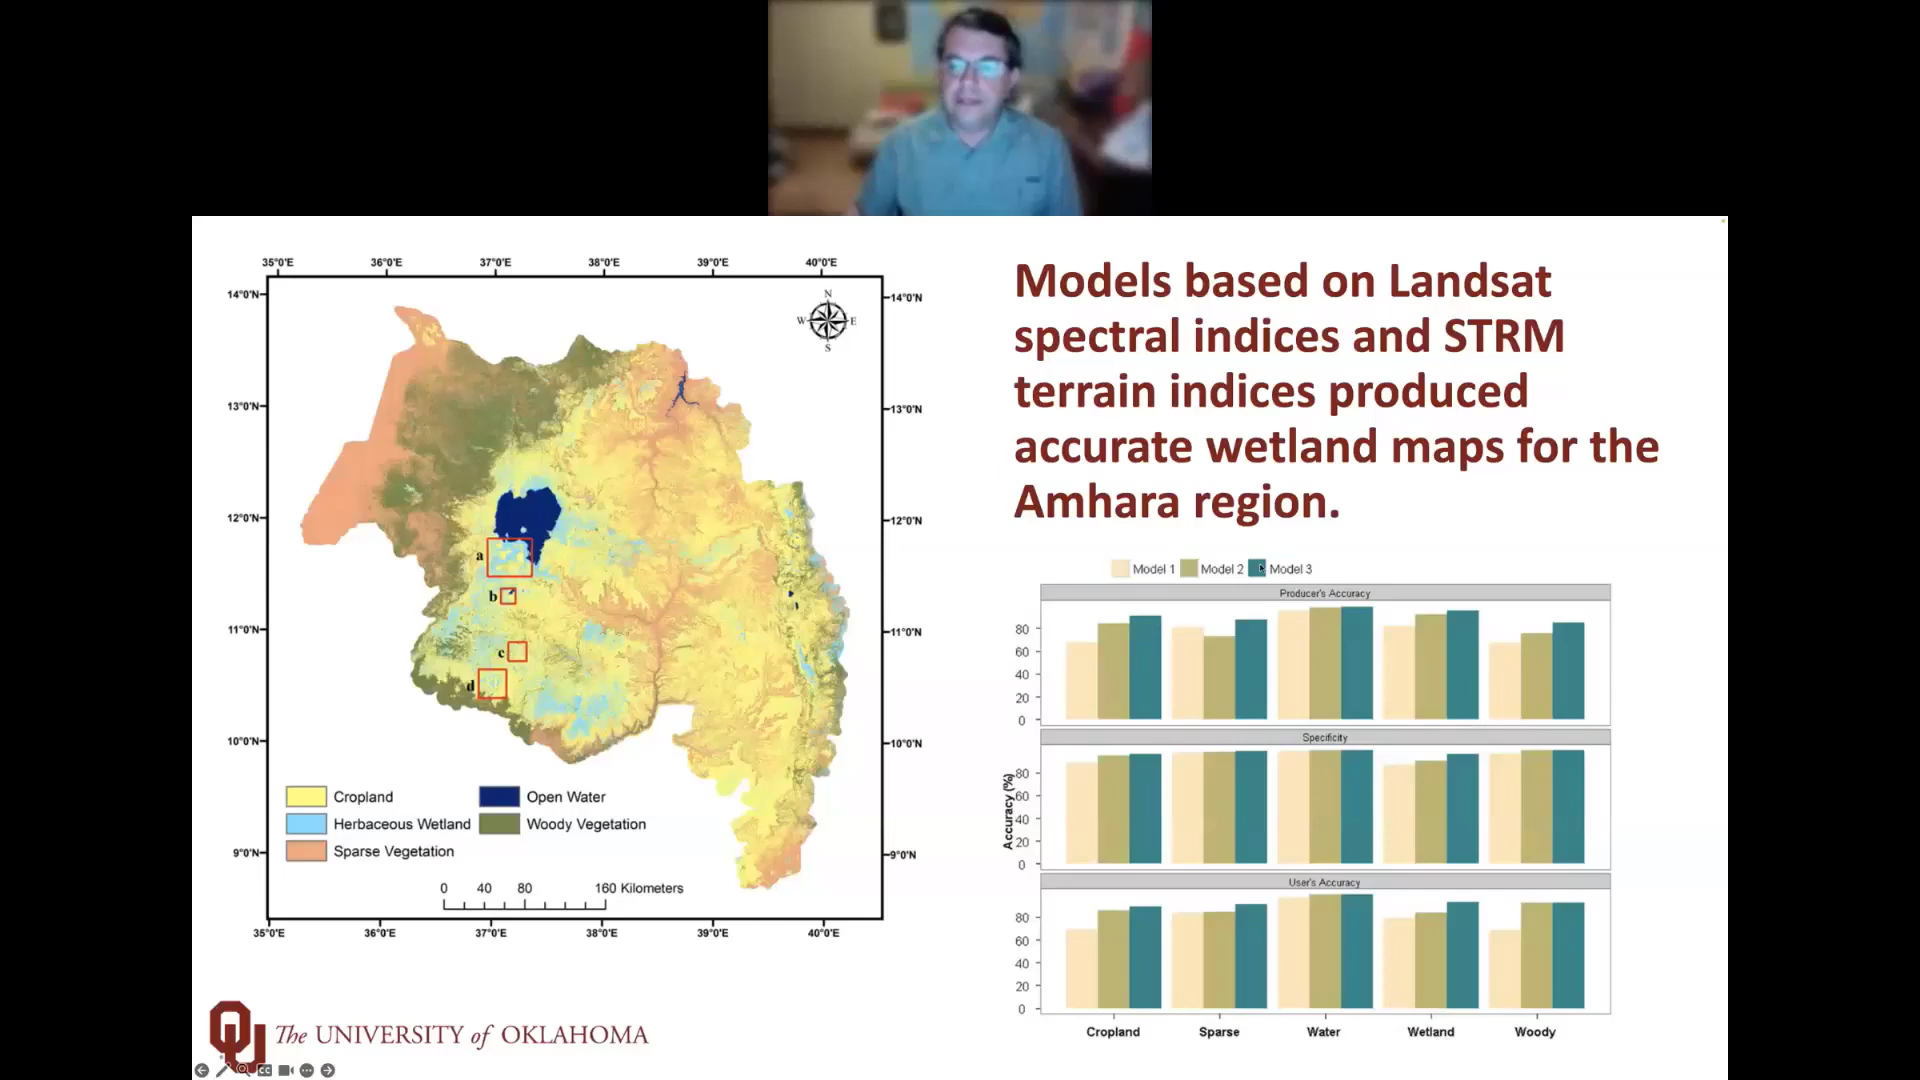 35°0'E 36°0'E 37°0'E 38°0'E 39°0'E 40°0'E
14°0'N
13°0'N
12°0'N
11°0'N
10°0'N
9°0'N
N
W E
S
a
b
c
d
14°0'N
13°0'N
12°0'N
11°0'N
10°0'N
9°0'N
Cropland
Herbaceous Wetland
Sparse Vegetation
Open Water
Woody Vegetation
0 40 80 160 Kilometers
35°0'E 36°0'E 37°0'E 38°0'E 39°0'E 40°0'E
Models based on Landsat
spectral indices and STRM
terrain indices produced
accurate wetland maps for the
Amhara region.
Model 1 Model 2 Model 3
Producer's Accuracy
80
60
40
20
0
Specificity
Accuracy (%)
80
60
40
20
0
User's Accuracy
80
60
40
20
0
Cropland Sparse Water Wetland Woody
OU The UNIVERSITY of OKLAHOMA
CC